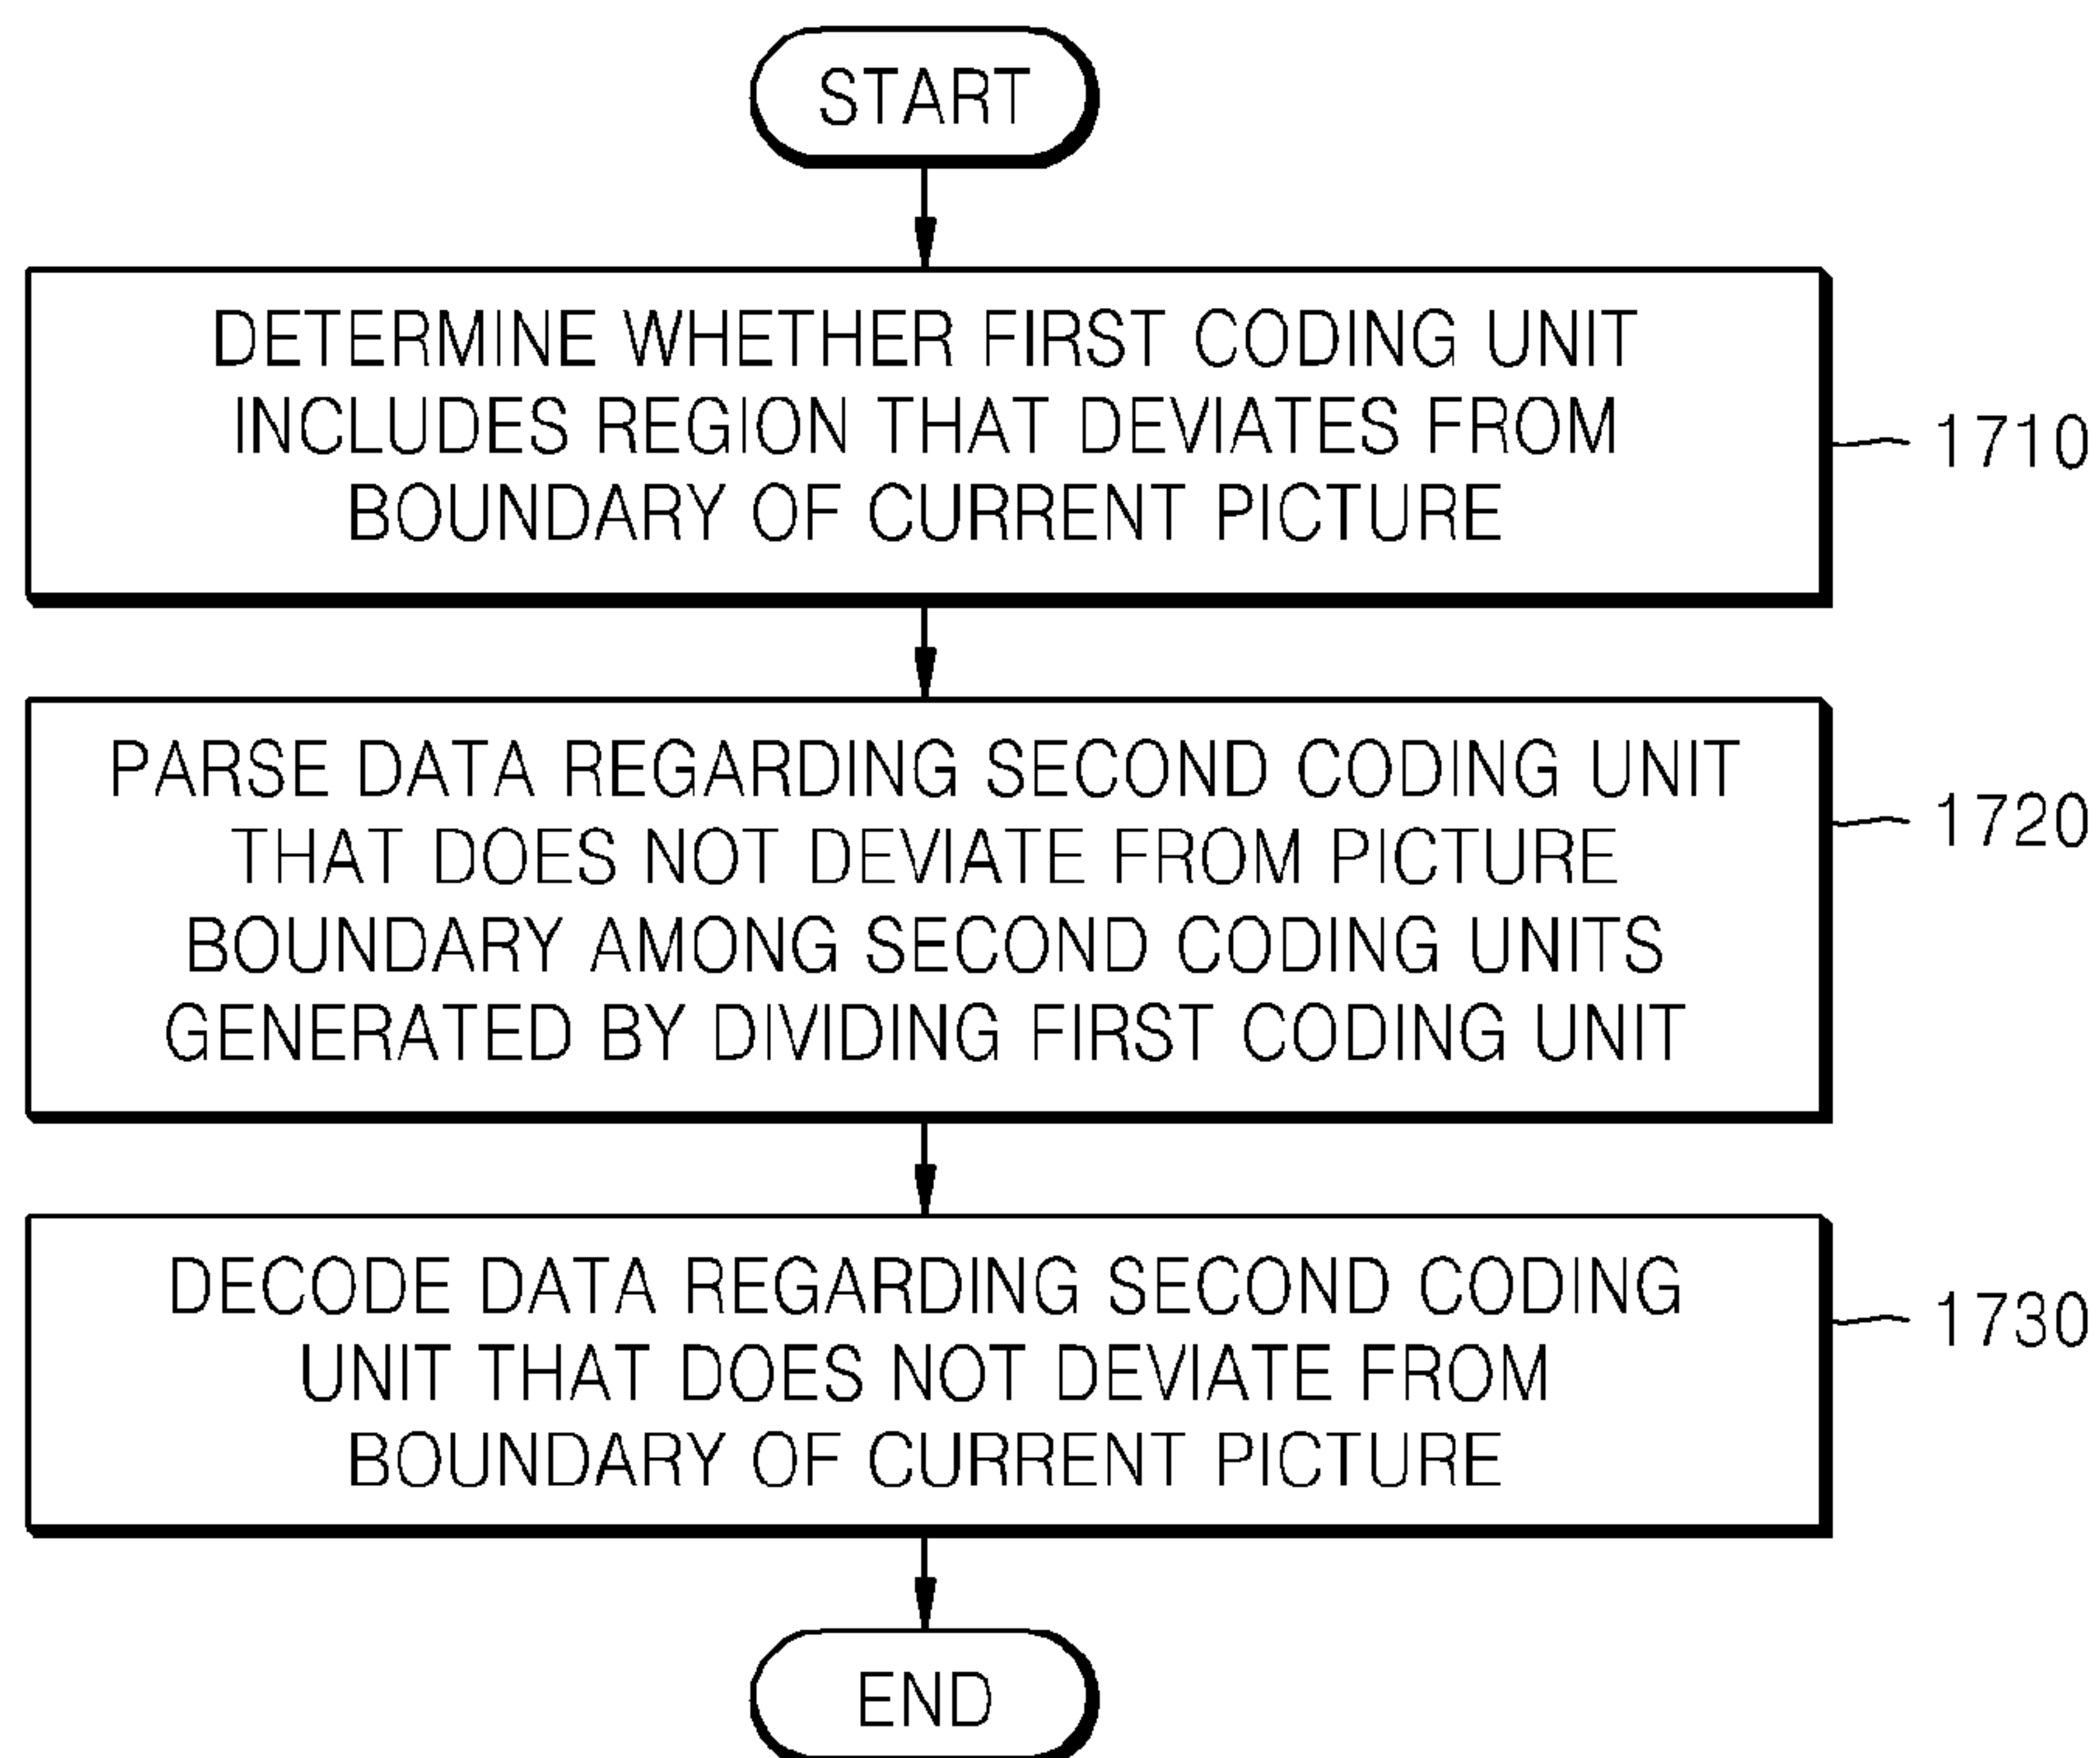 START
DETERMINE WHETHER FIRST CODING UNIT
INCLUDES REGION THAT DEVIATES FROM
BOUNDARY OF CURRENT PICTURE
1710
PARSE DATA REGARDING SECOND CODING UNIT
THAT DOES NOT DEVIATE FROM PICTURE
BOUNDARY AMONG SECOND CODING UNITS
GENERATED BY DIVIDING FIRST CODING UNIT
1720
DECODE DATA REGARDING SECOND CODING
UNIT THAT DOES NOT DEVIATE FROM
BOUNDARY OF CURRENT PICTURE
1730
END